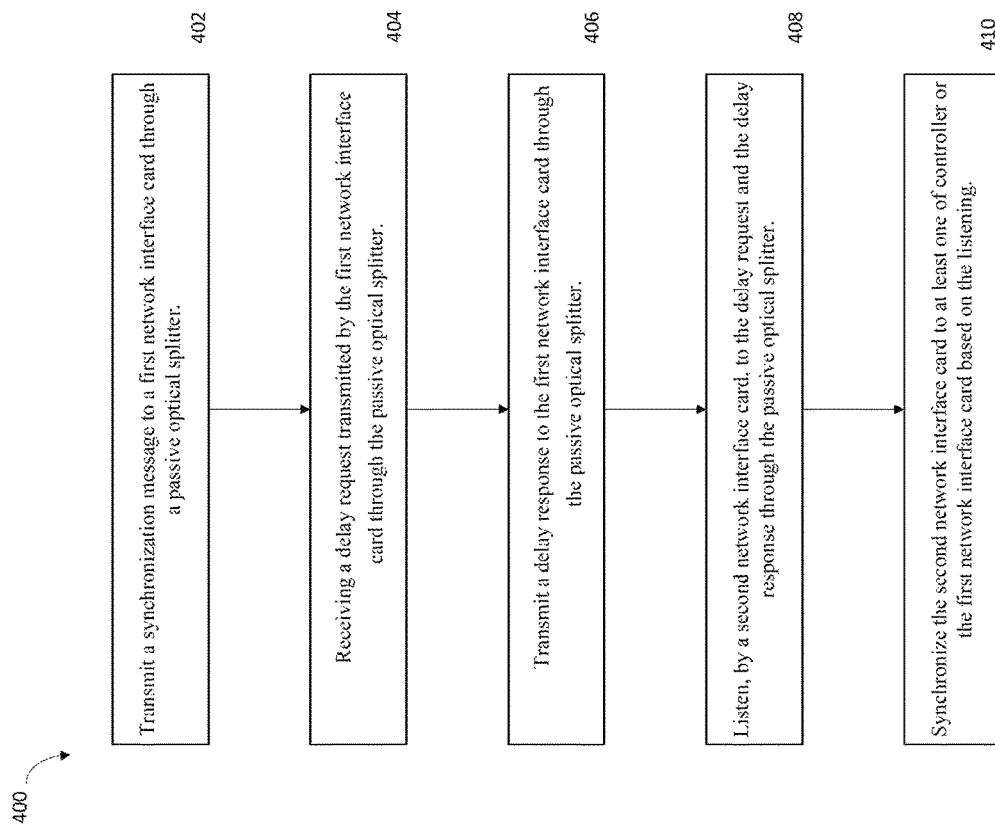 400
Transmit a synchronization message to a first network interface card through
a passive optical splitter.
402
Receiving a delay request transmitted by the first network interface
card through the passive optical splitter.
404
Transmit a delay response to the first network interface card through
the passive optical splitter.
406
Listen, by a second network interface card, to the delay request and the delay
response through the passive optical splitter.
408
Synchronize the second network interface card to at least one of controller or
the first network interface card based on the listening.
410